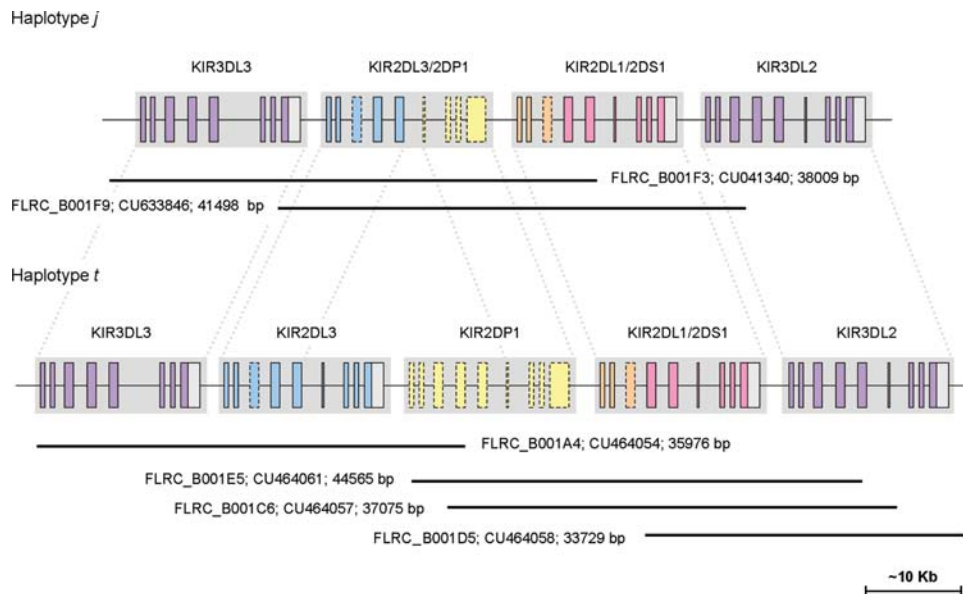 Haplotype j
KIR3DL3 KIR2DL3/2DP1 KIR2DL1/2DS1 KIR3DL2
FLRC_B001F3; CU041340; 38009 bp
FLRC_B001F9; CU633846; 41498 bp
Haplotype t
KIR3DL3 KIR2DL3 KIR2DP1 KIR2DL1/2DS1 KIR3DL2
FLRC_B001A4; CU464054; 35976 bp
FLRC_B001E5; CU464061; 44565 bp
FLRC_B001C6; CU464057; 37075 bp
FLRC_B001D5; CU464058; 33729 bp
~10 Kb